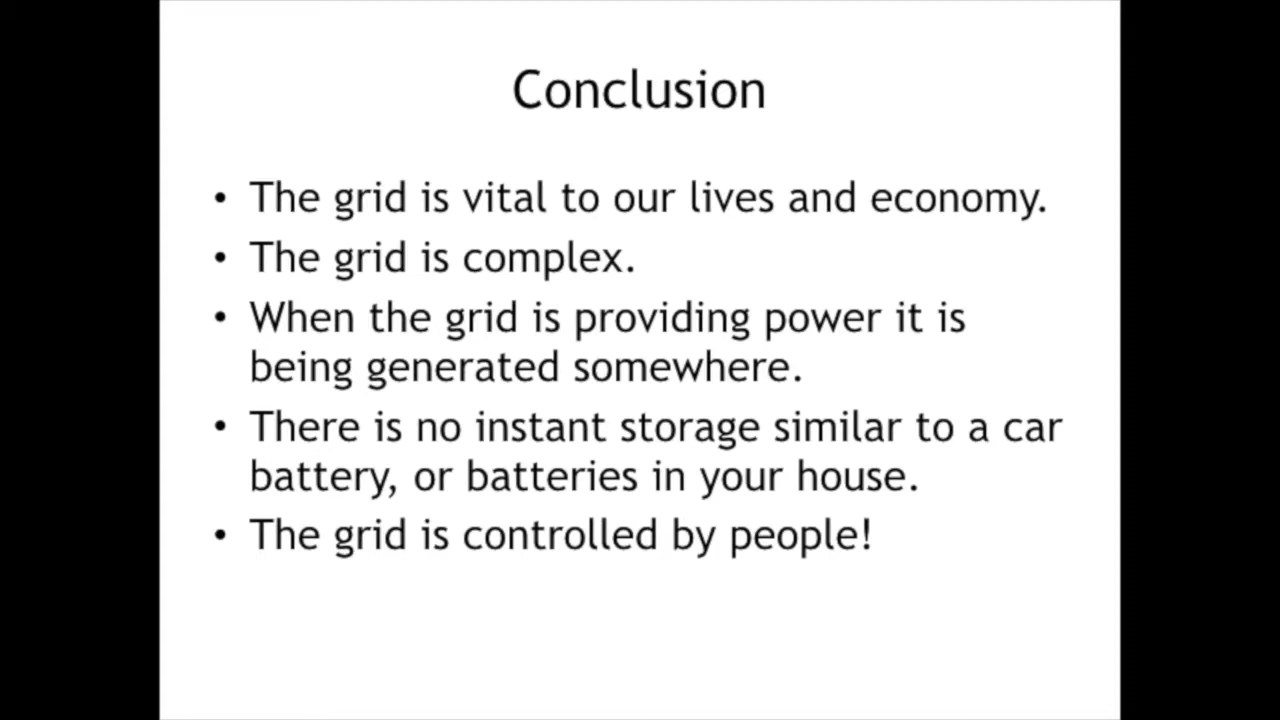 Conclusion
• The grid is vital to our lives and economy.
• The grid is complex.
• When the grid is providing power it is
being generated somewhere.
• There is no instant storage similar to a car
battery, or batteries in your house.
• The grid is controlled by people!